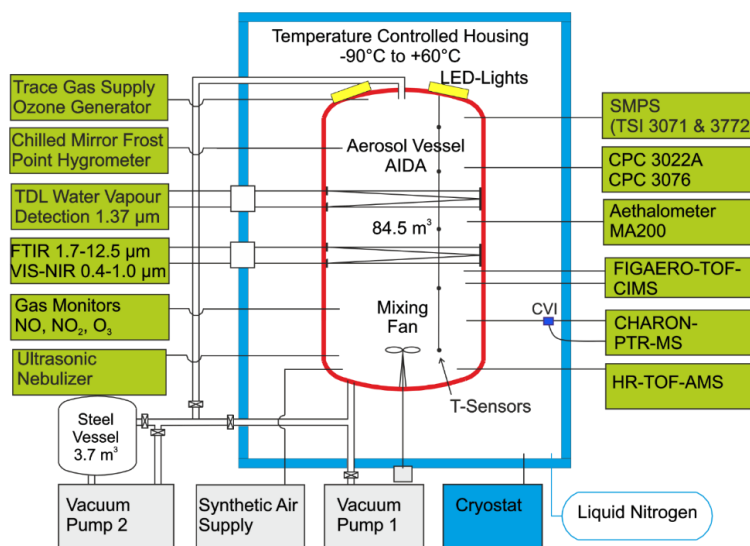 Temperature Controlled Housing
-90°C to +60°C
LED-Lights
Trace Gas Supply
Ozone Generator
Chilled Mirror Frost
Point Hygrometer
TDL Water Vapour
Detection 1.37 µm
FTIR 1.7-12.5 µm
VIS-NIR 0.4-1.0 µm
Gas Monitors
NO, NO₂, O₃
Ultrasonic
Nebulizer
Aerosol Vessel
AIDA
84.5 m³
Mixing
Fan
T-Sensors
SMPS
(TSI 3071 & 3772)
CPC 3022A
CPC 3076
Aethalometer
MA200
FIGAERO-TOF-
CIMS
CVI
CHARON-
PTR-MS
HR-TOF-AMS
Steel
Vessel
3.7 m³
Vacuum
Pump 2
Synthetic Air
Supply
Vacuum
Pump 1
Cryostat
Liquid Nitrogen